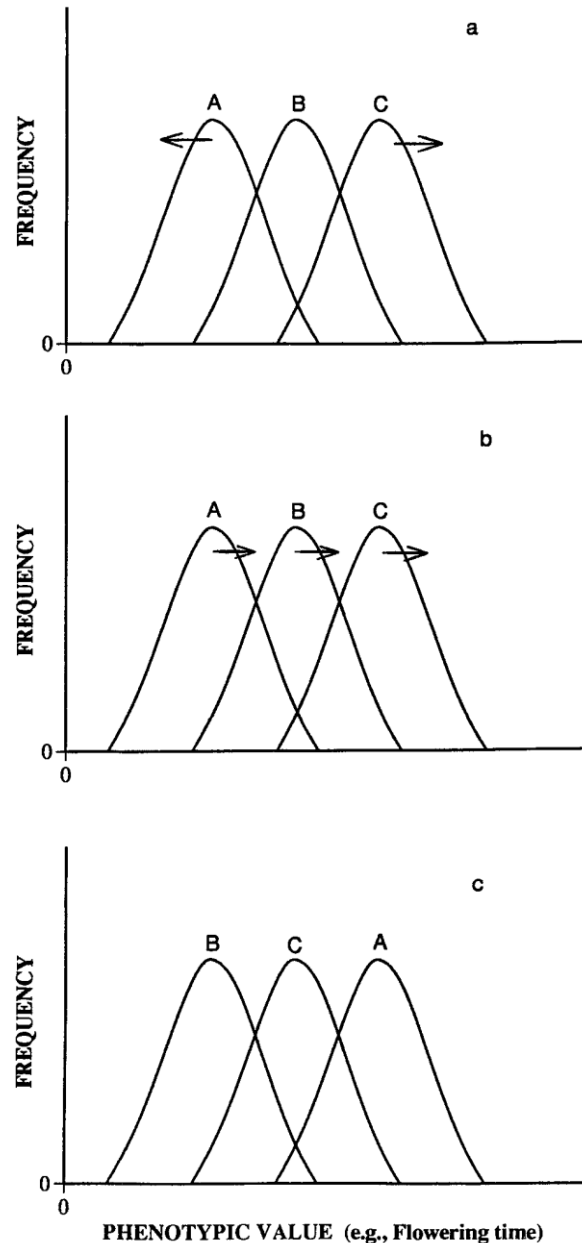 a
A B C
FREQUENCY
0
0
b
A B C
FREQUENCY
0
0
c
B C A
FREQUENCY
0
0
PHENOTYPIC VALUE (e.g., Flowering time)